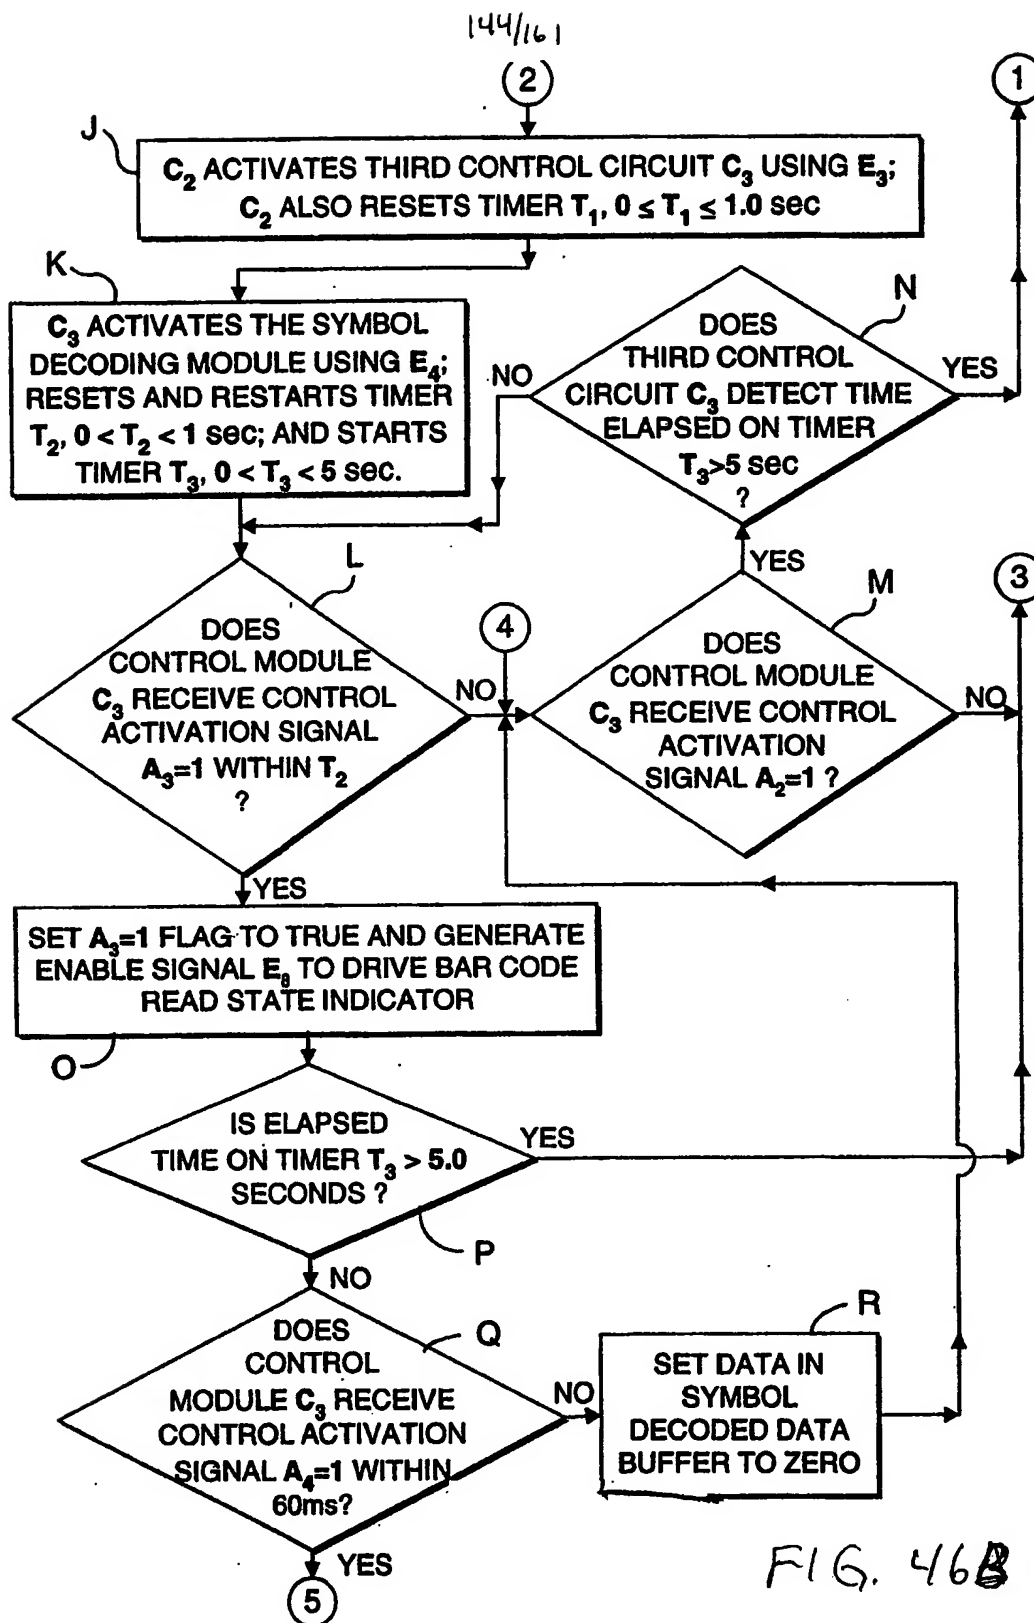 144/161
2
1
J
C₂ ACTIVATES THIRD CONTROL CIRCUIT C₃ USING E₃;
C₂ ALSO RESETS TIMER T₁, 0 ≤ T₁ ≤ 1.0 sec
K
C₃ ACTIVATES THE SYMBOL
DECODING MODULE USING E₄;
RESETS AND RESTARTS TIMER
T₂, 0 < T₂ < 1 sec; AND STARTS
TIMER T₃, 0 < T₃ < 5 sec.
N
DOES
THIRD CONTROL
CIRCUIT C₃ DETECT TIME
ELAPSED ON TIMER
T₃>5 sec
?
NO
YES
L
DOES
CONTROL MODULE
C₃ RECEIVE CONTROL
ACTIVATION SIGNAL
A₃=1 WITHIN T₂
?
NO
4
YES
M
DOES
CONTROL MODULE
C₃ RECEIVE CONTROL
ACTIVATION
SIGNAL A₂=1 ?
NO
3
YES
SET A₃=1 FLAG TO TRUE AND GENERATE
ENABLE SIGNAL E₈ TO DRIVE BAR CODE
READ STATE INDICATOR
O
IS ELAPSED
TIME ON TIMER T₃ > 5.0
SECONDS ?
YES
P
NO
Q
DOES
CONTROL
MODULE C₃ RECEIVE
CONTROL ACTIVATION
SIGNAL A₄=1 WITHIN
60ms?
NO
R
SET DATA IN
SYMBOL
DECODED DATA
BUFFER TO ZERO
YES
5
FIG. 46B